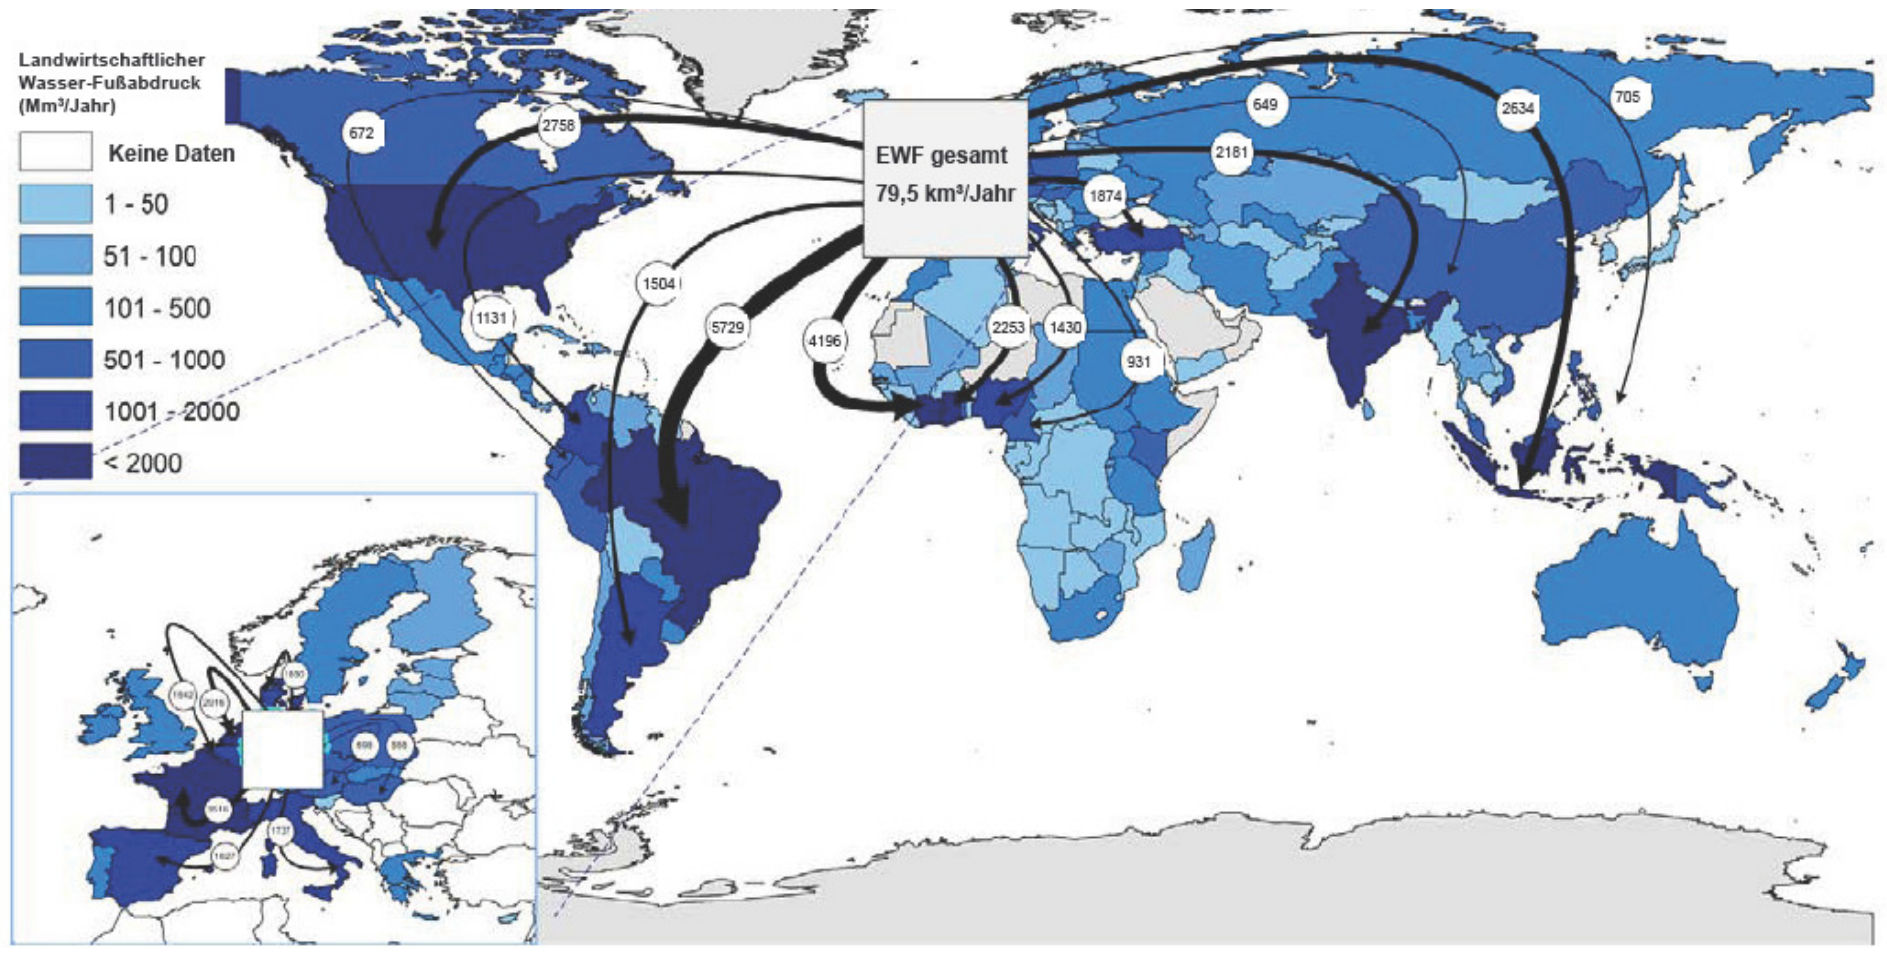 Landwirtschaftlicher
Wasser-Fußabdruck
(Mm³/Jahr)
Keine Daten
1 - 50
51 - 100
101 - 500
501 - 1000
1001 - 2000
< 2000
EWF gesamt
79,5 km³/Jahr
672
2758
649
2634
705
2181
1874
1504
1131
5729
4196
2253
1430
931
1737